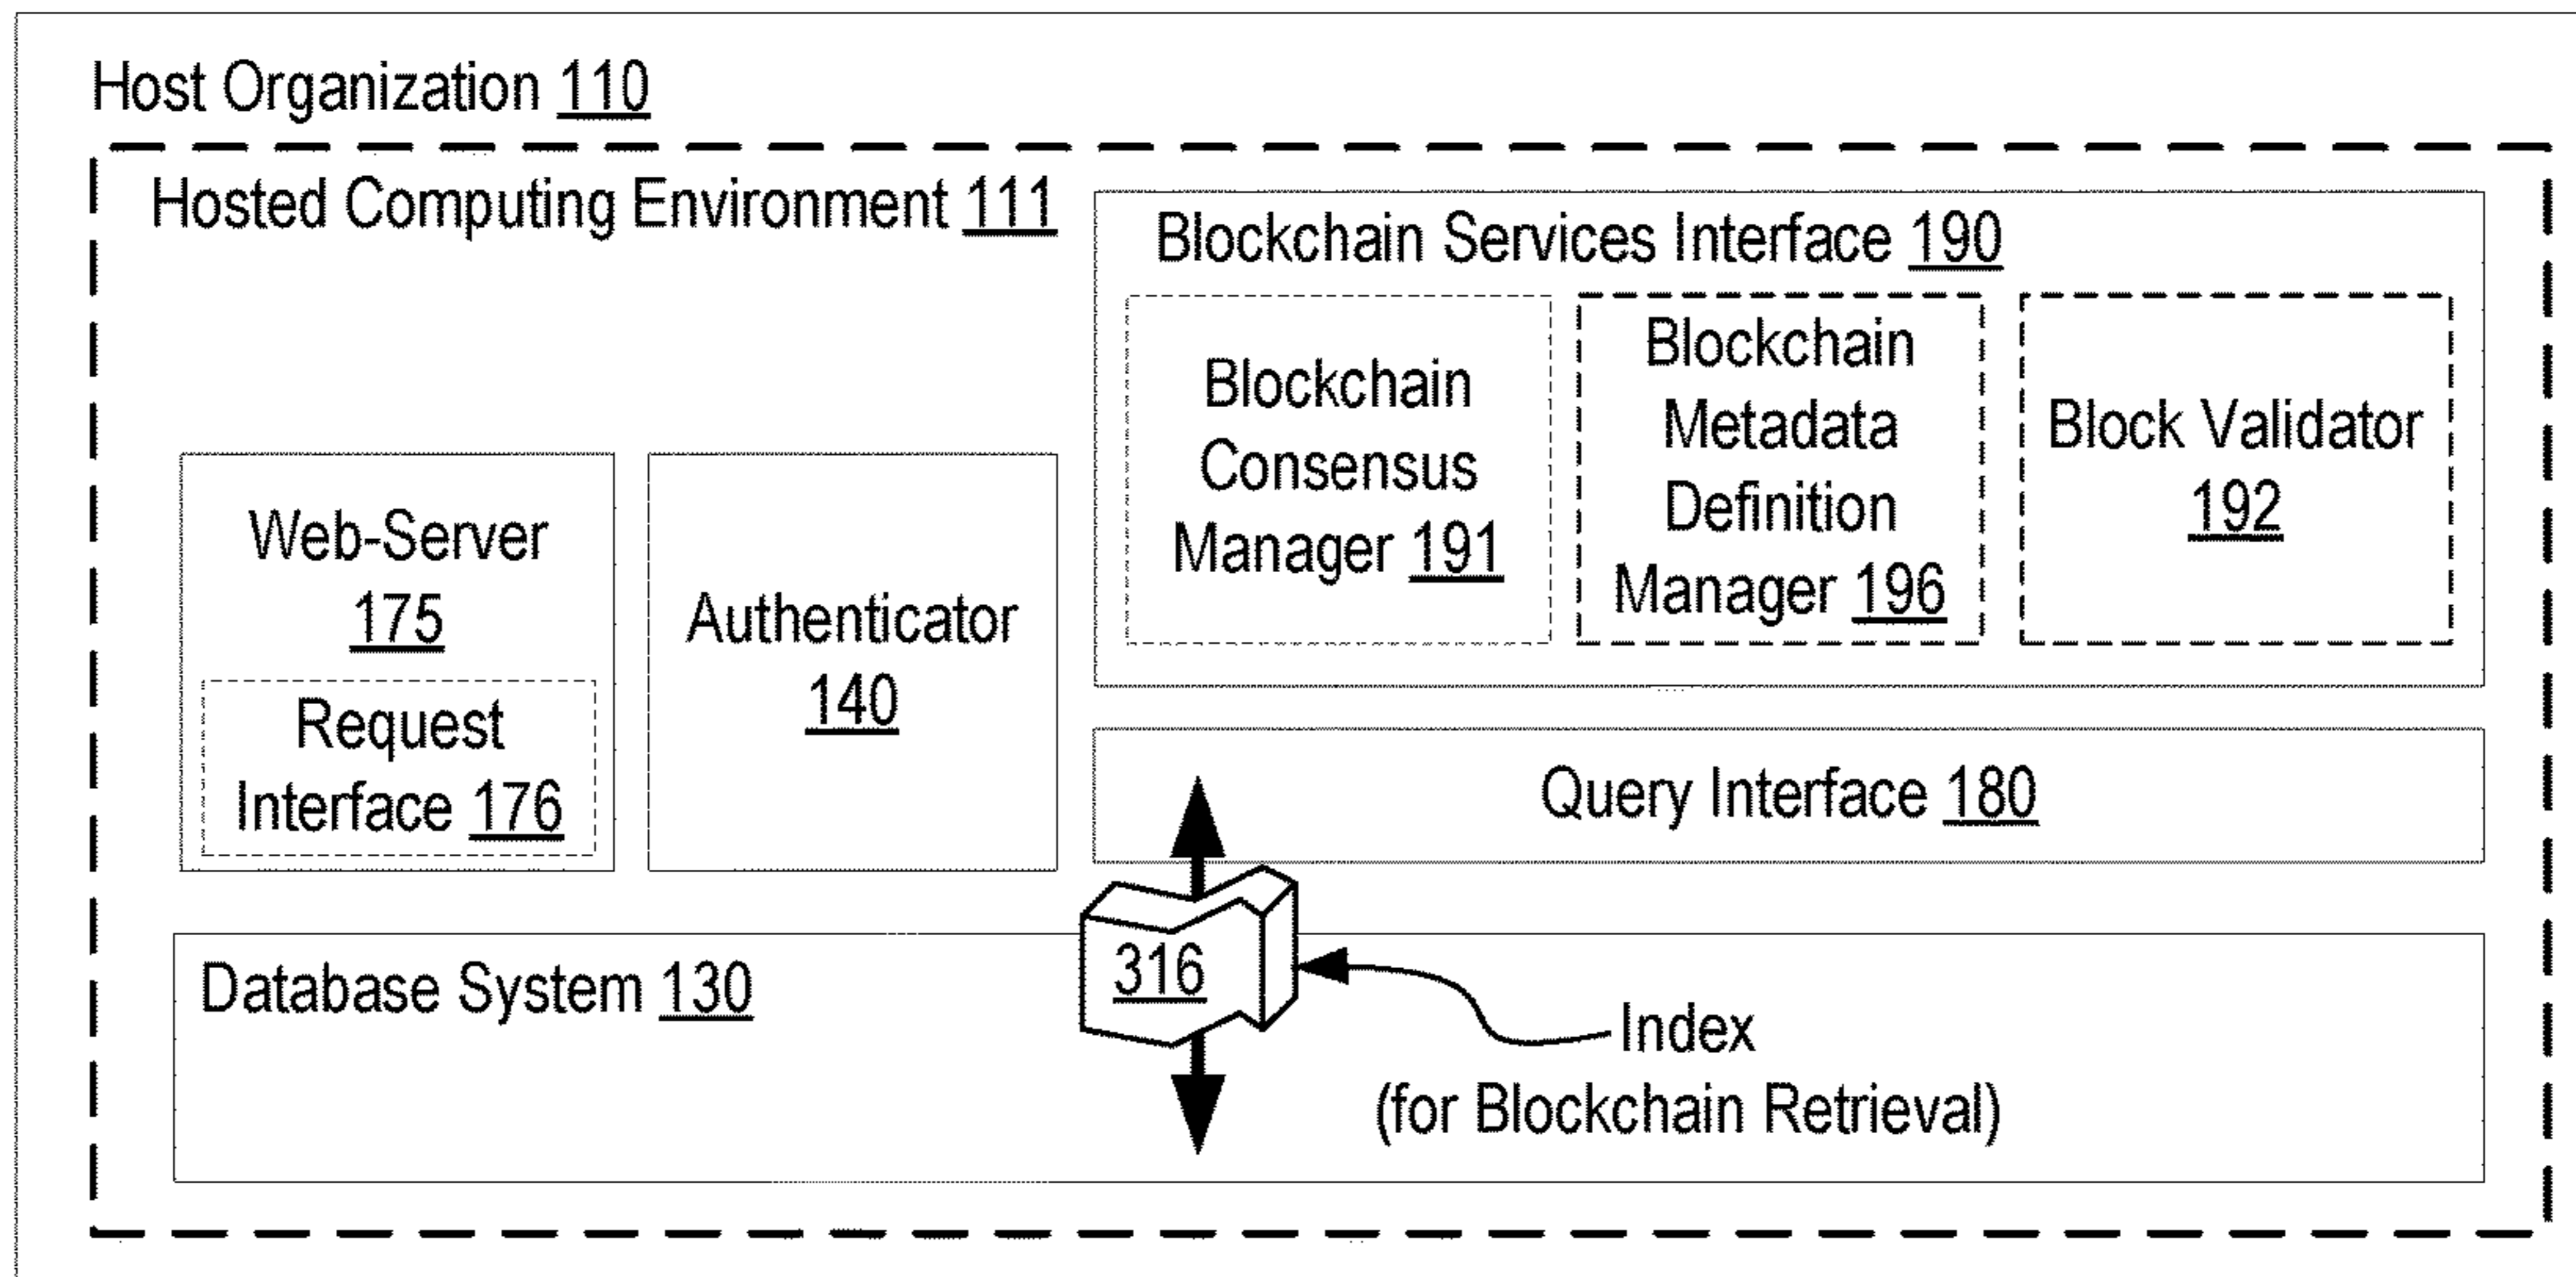 Host Organization 110
Hosted Computing Environment 111
Blockchain Services Interface 190
Blockchain
Consensus
Manager 191
Blockchain
Metadata
Definition
Manager 196
Block Validator
192
Web-Server
175
Request
Interface 176
Authenticator
140
Query Interface 180
Database System 130
316
Index
(for Blockchain Retrieval)